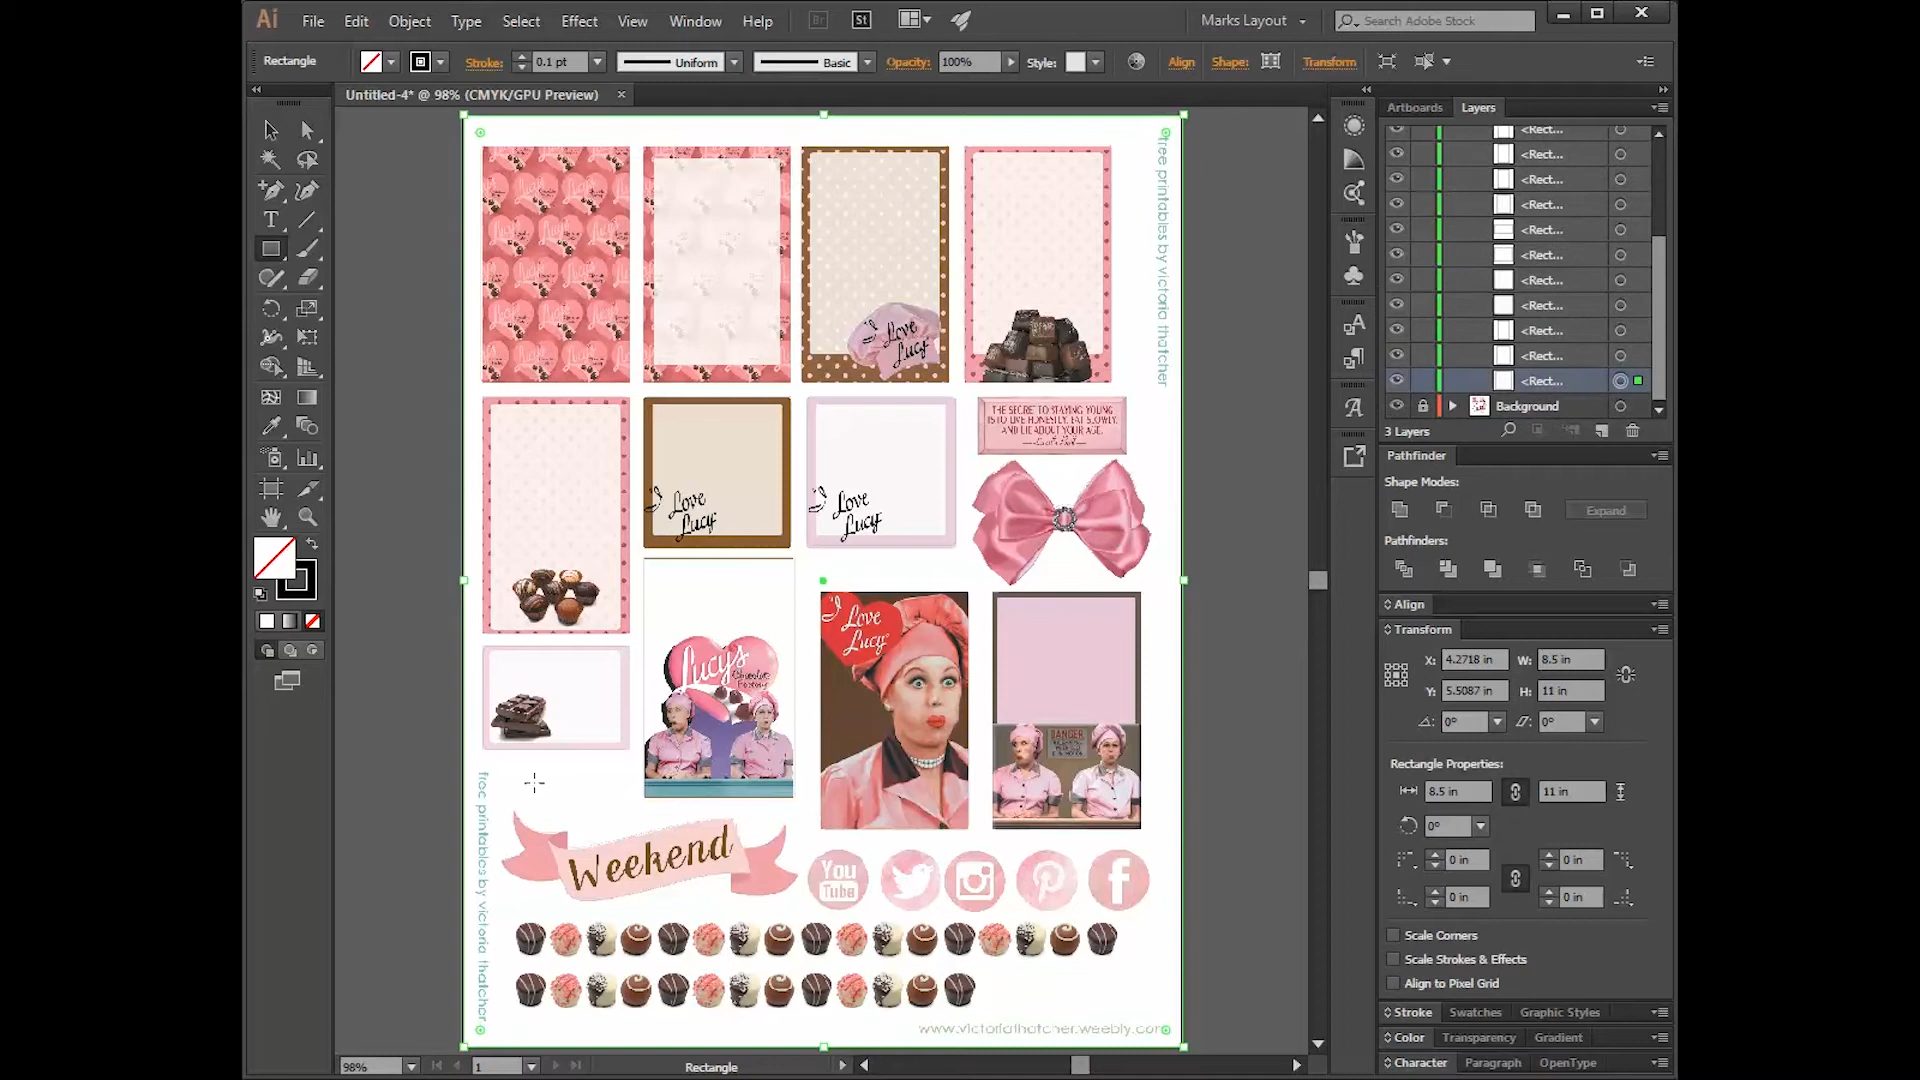 Ai File Edit Object Type Select Effect View Window Help Br St Marks Layout Search Adobe Stock
Rectangle Stroke: 0.1 pt Uniform Basic Opacity: 100% Style: Align Shape: Transform
Untitled-4* @ 98% (CMYK/GPU Preview)
Artboards Layers
<Rect...
<Rect...
<Rect...
<Rect...
<Rect...
<Rect...
<Rect...
<Rect...
<Rect...
<Rect...
<Rect...
Background
3 Layers
Pathfinder
Shape Modes:
Expand
Pathfinders:
Align
Transform
X: 4.2718 in W: 8.5 in
Y: 5.5087 in H: 11 in
0° 0°
Rectangle Properties:
8.5 in 11 in
0°
0 in 0 in
0 in 0 in
Scale Corners
Scale Strokes & Effects
Align to Pixel Grid
Stroke Swatches Graphic Styles
Color Transparency Gradient
Character Paragraph OpenType
free printables by victoria thatcher
I Love
Lucy
THE SECRET TO STAYING YOUNG
IS TO LIVE HONESTLY, EAT SLOWLY,
AND LIE ABOUT YOUR AGE.
I Love
Lucy
I Love
Lucy
Lucy's
Chocolate
Factory
I Love
Lucy
DANGER
free printables by victoria thatcher
Weekend
You
Tube
www.victoriathatcher.weebly.com
98% 1 Rectangle